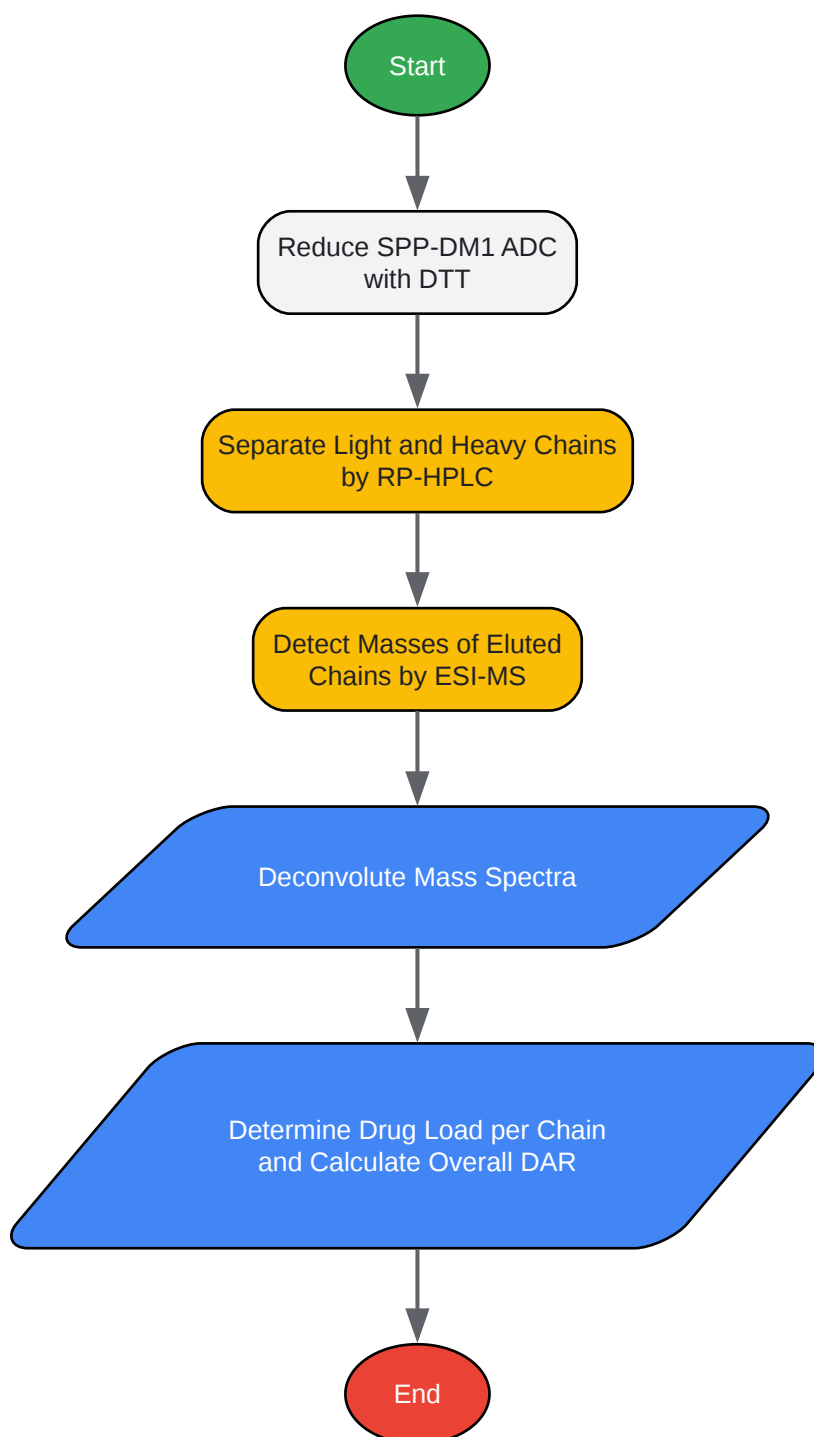 Start
Reduce SPP-DM1 ADC
with DTT
Separate Light and Heavy Chains
by RP-HPLC
Detect Masses of Eluted
Chains by ESI-MS
Deconvolute Mass Spectra
Determine Drug Load per Chain
and Calculate Overall DAR
End